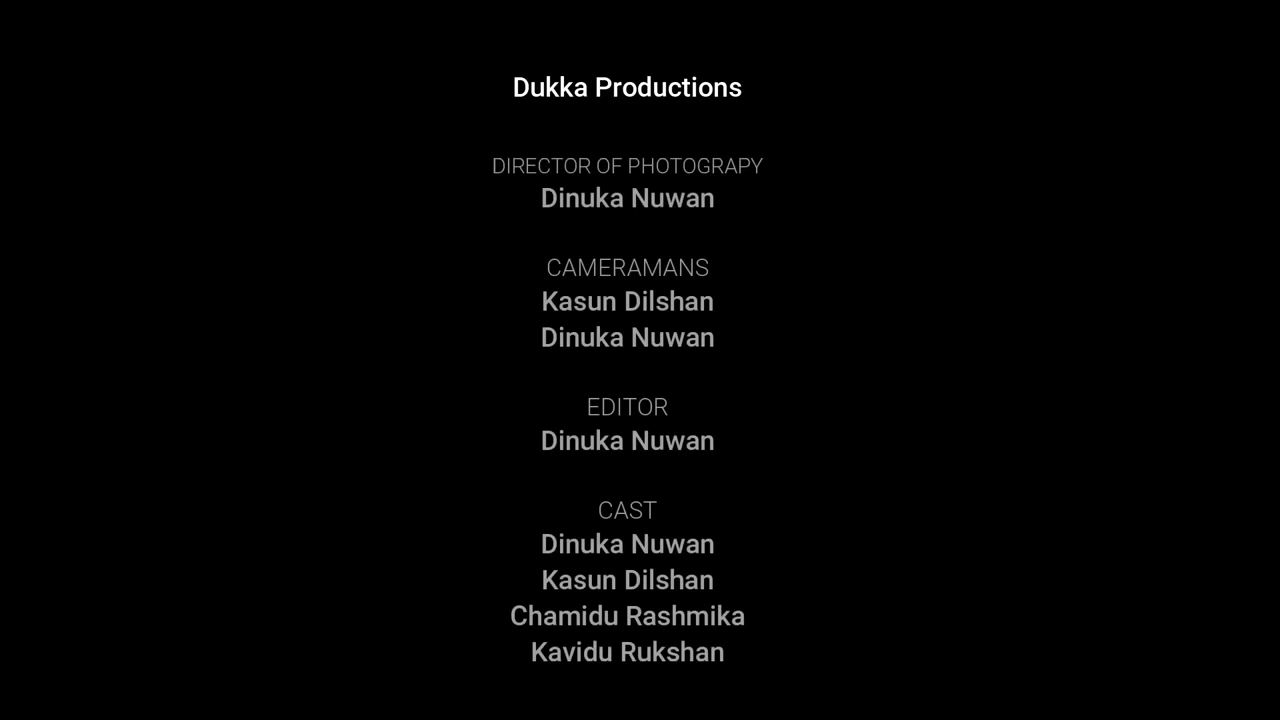 Dukka Productions
DIRECTOR OF PHOTOGRAPY
Dinuka Nuwan
CAMERAMANS
Kasun Dilshan
Dinuka Nuwan
EDITOR
Dinuka Nuwan
CAST
Dinuka Nuwan
Kasun Dilshan
Chamidu Rashmika
Kavidu Rukshan